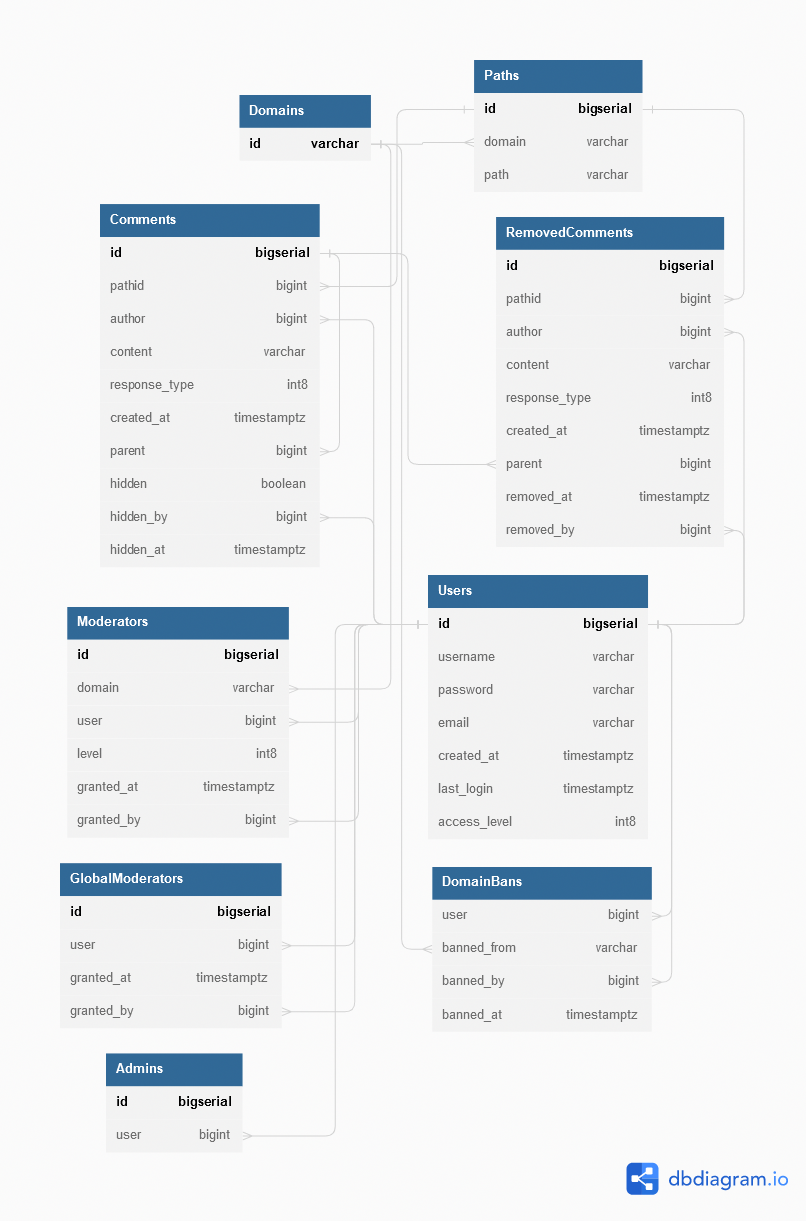 Paths
id bigserial
domain varchar
path varchar
Domains
id varchar
Comments
id bigserial
pathid bigint
author bigint
content varchar
response_type int8
created_at timestamptz
parent bigint
hidden boolean
hidden_by bigint
hidden_at timestamptz
RemovedComments
id bigserial
pathid bigint
author bigint
content varchar
response_type int8
created_at timestamptz
parent bigint
removed_at timestamptz
removed_by bigint
Users
id bigserial
username varchar
password varchar
email varchar
created_at timestamptz
last_login timestamptz
access_level int8
Moderators
id bigserial
domain varchar
user bigint
level int8
granted_at timestamptz
granted_by bigint
GlobalModerators
id bigserial
user bigint
granted_at timestamptz
granted_by bigint
DomainBans
user bigint
banned_from varchar
banned_by bigint
banned_at timestamptz
Admins
id bigserial
user bigint
dbdiagram.io